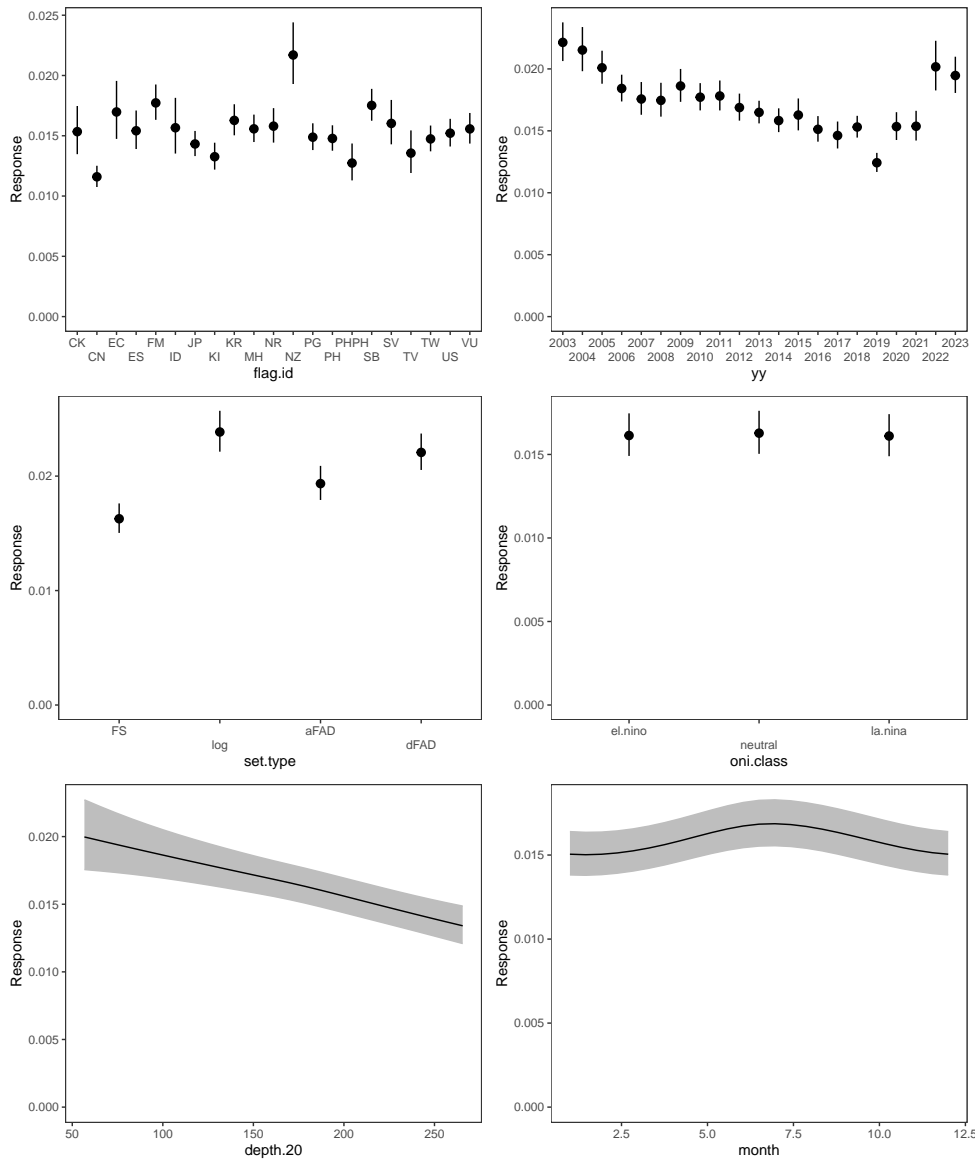 0.025
0.020
0.015
0.010
0.005
0.000
Response
CK EC FM JP KR NR PG PHPH SV TW VU
CN ES ID KI MH NZ PH SB TV US
flag.id
0.020
0.015
0.010
0.005
0.000
Response
2003 2005 2007 2009 2011 2013 2015 2017 2019 2021 2023
2004 2006 2008 2010 2012 2014 2016 2018 2020 2022
yy
0.02
0.01
0.00
Response
FS aFAD
log dFAD
set.type
0.015
0.010
0.005
0.000
Response
el.nino la.nina
neutral
oni.class
0.020
0.015
0.010
0.005
0.000
Response
50 100 150 200 250
depth.20
0.015
0.010
0.005
0.000
Response
2.5 5.0 7.5 10.0 12.5
month